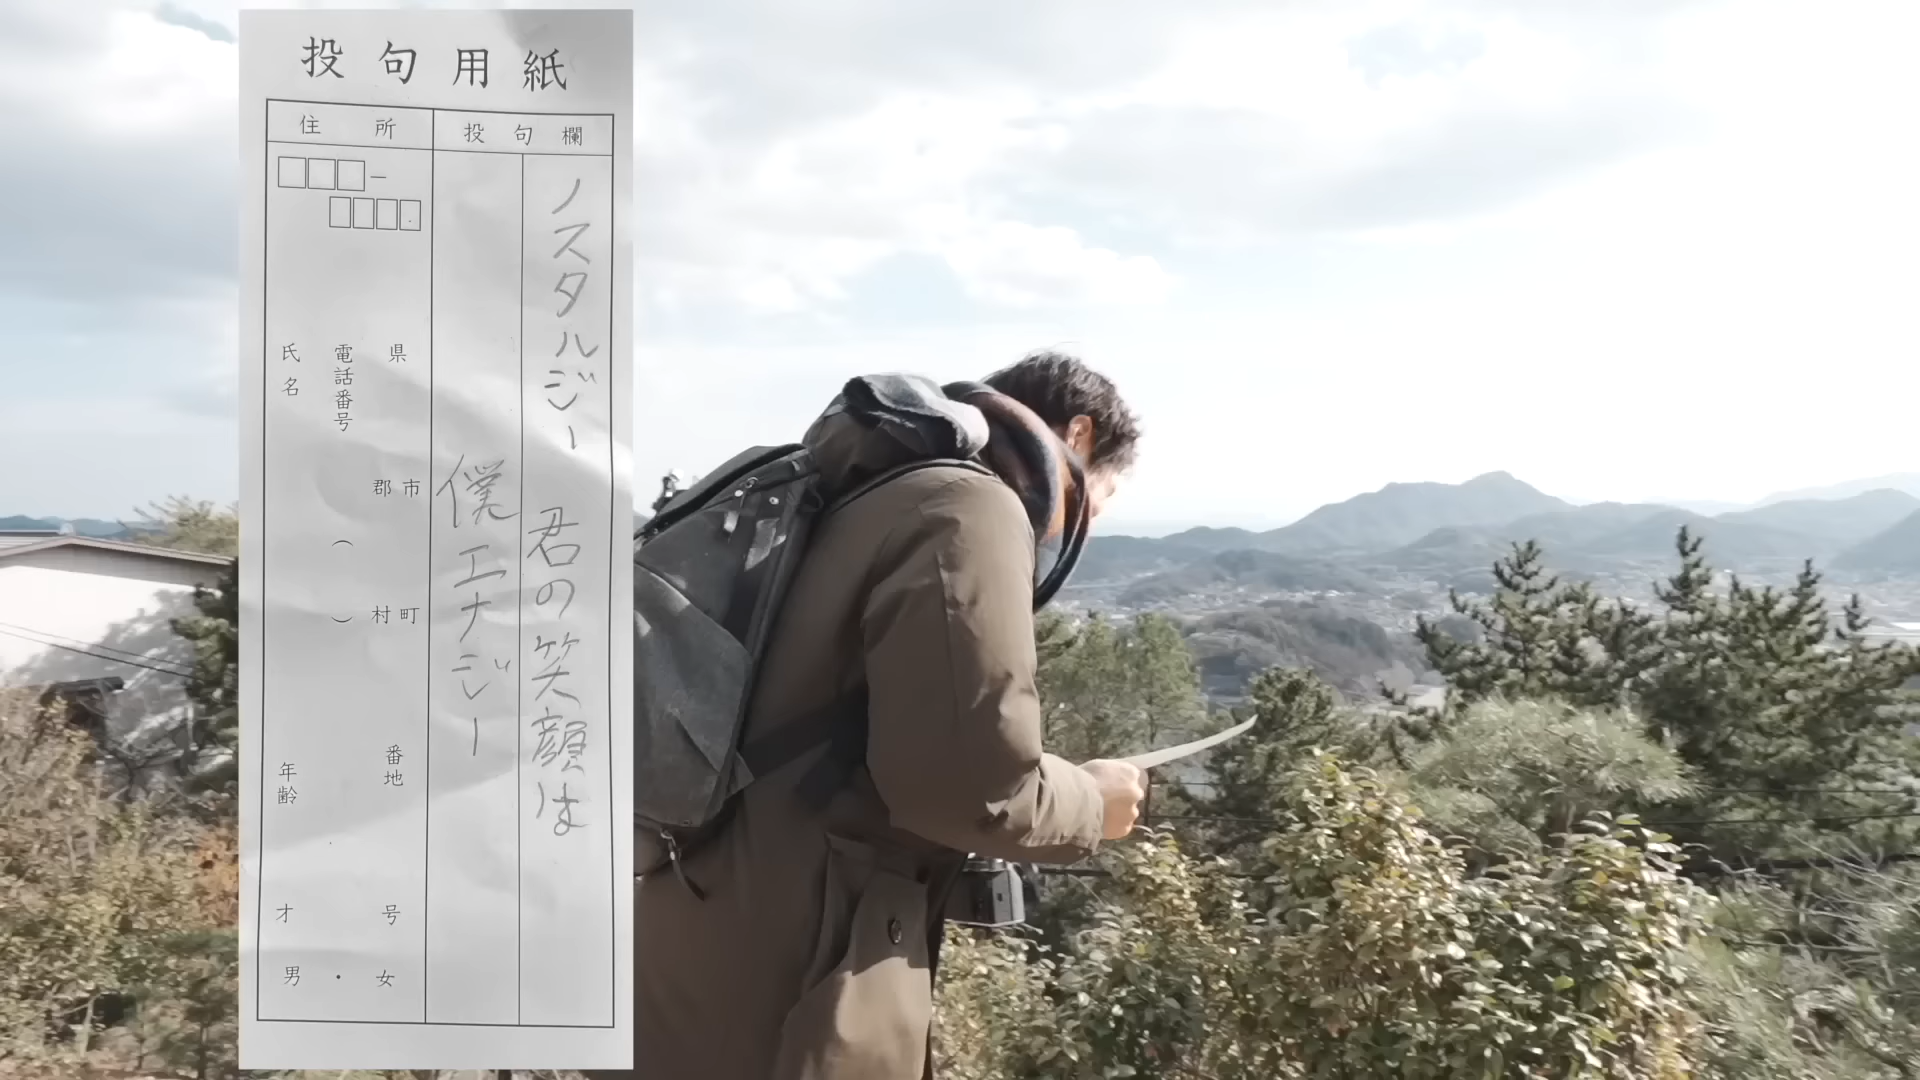 投句用紙
投句欄
ノスタルジー 君の笑顔は
僕エナジー
住所
□□□－□□□□
県
市郡
町村
番地
号
電話番号
（ ）
氏名
年齢
才
男・女